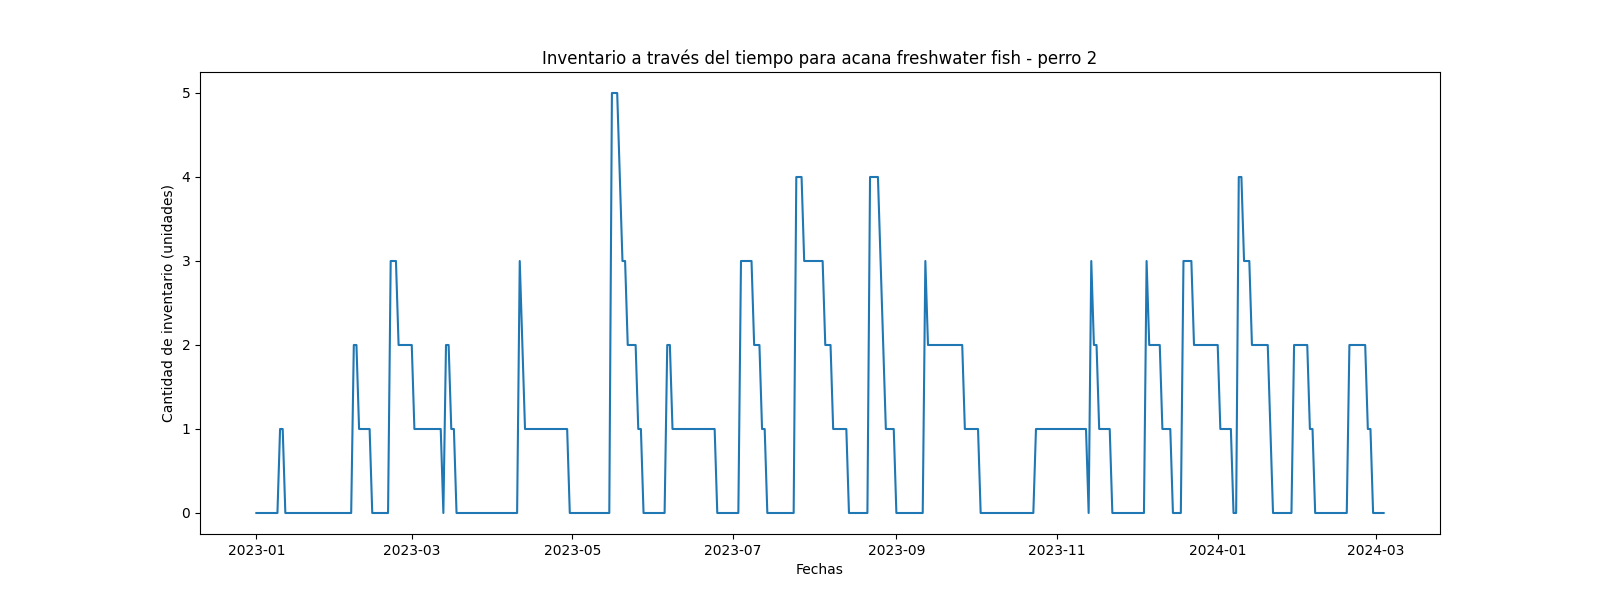 Inventario a través del tiempo para acana freshwater fish - perro 2
Cantidad de inventario (unidades)
5
4
3
2
1
0
2023-01 2023-03 2023-05 2023-07 2023-09 2023-11 2024-01 2024-03
Fechas